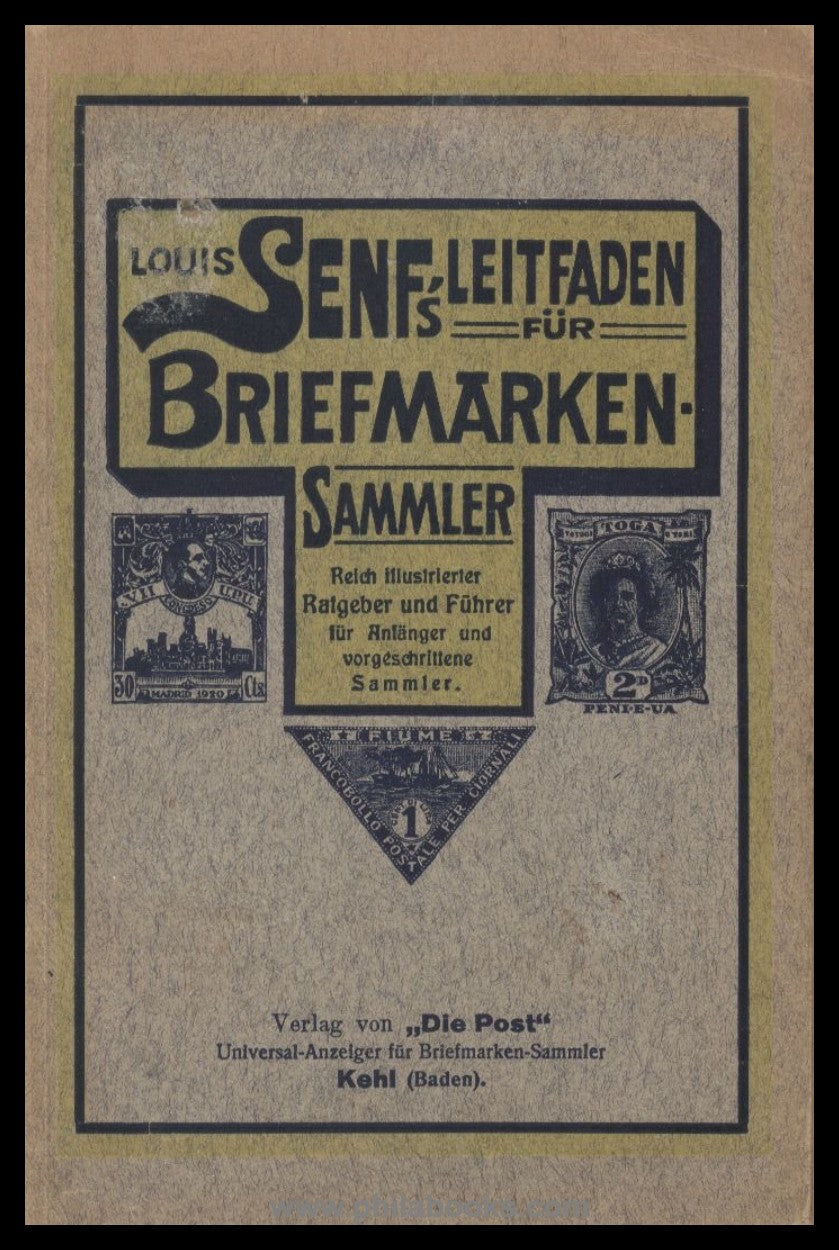 LOUIS SENF'S LEITFADEN
FÜR
BRIEFMARKEN-
SAMMLER
Reich illustrierter
Ratgeber und Führer
für Anfänger und
vorgeschrittene
Sammler.
VII UPU
CONGRESO
30 MADRID 1920 Cts
TOGA
2D
PENI-E-UA
FIUME
FRANCOBOLLO POSTALE PER GIORNALI
1
Verlag von „Die Post“
Universal-Anzeiger für Briefmarken-Sammler
Kehl (Baden).
www.philabooks.com